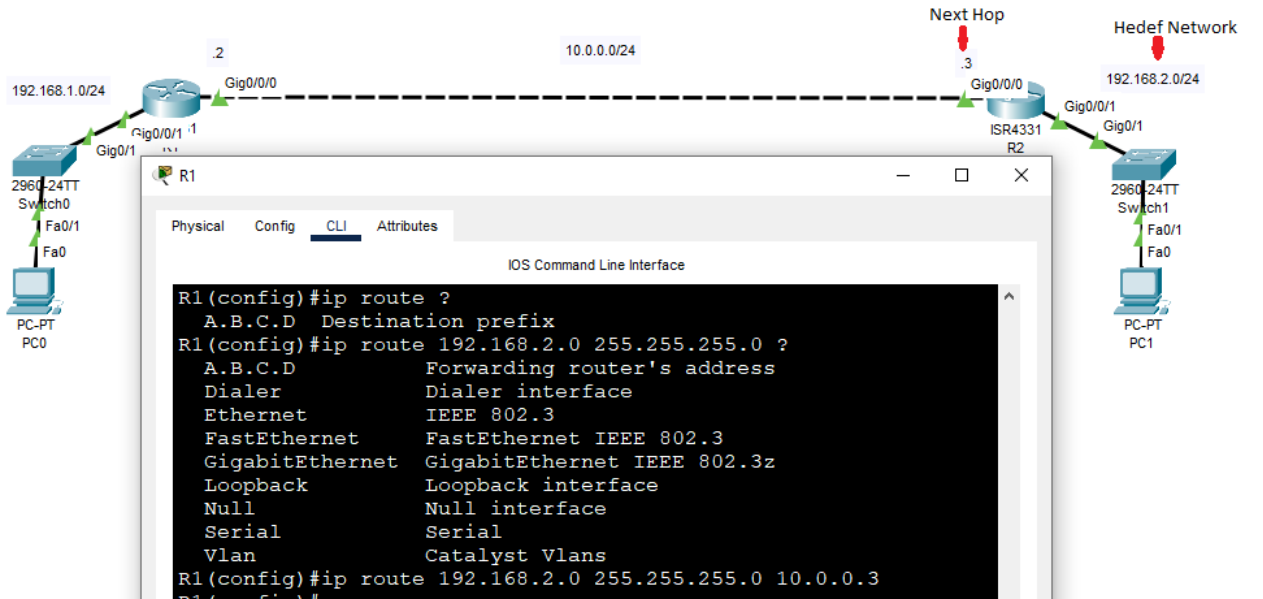 Next Hop
Hedef Network
.2
10.0.0.0/24
.3
192.168.1.0/24
Gig0/0/0
Gig0/0/0
192.168.2.0/24
Gig0/0/1
.1
Gig0/1
ISR4331
R2
Gig0/0/1
Gig0/1
2960-24TT
Switch0
Fa0/1
Fa0
PC-PT
PC0
2960-24TT
Switch1
Fa0/1
Fa0
PC-PT
PC1
R1
Physical Config CLI Attributes
IOS Command Line Interface
R1(config)#ip route ?
A.B.C.D Destination prefix
R1(config)#ip route 192.168.2.0 255.255.255.0 ?
A.B.C.D Forwarding router's address
Dialer Dialer interface
Ethernet IEEE 802.3
FastEthernet FastEthernet IEEE 802.3
GigabitEthernet GigabitEthernet IEEE 802.3z
Loopback Loopback interface
Null Null interface
Serial Serial
Vlan Catalyst Vlans
R1(config)#ip route 192.168.2.0 255.255.255.0 10.0.0.3